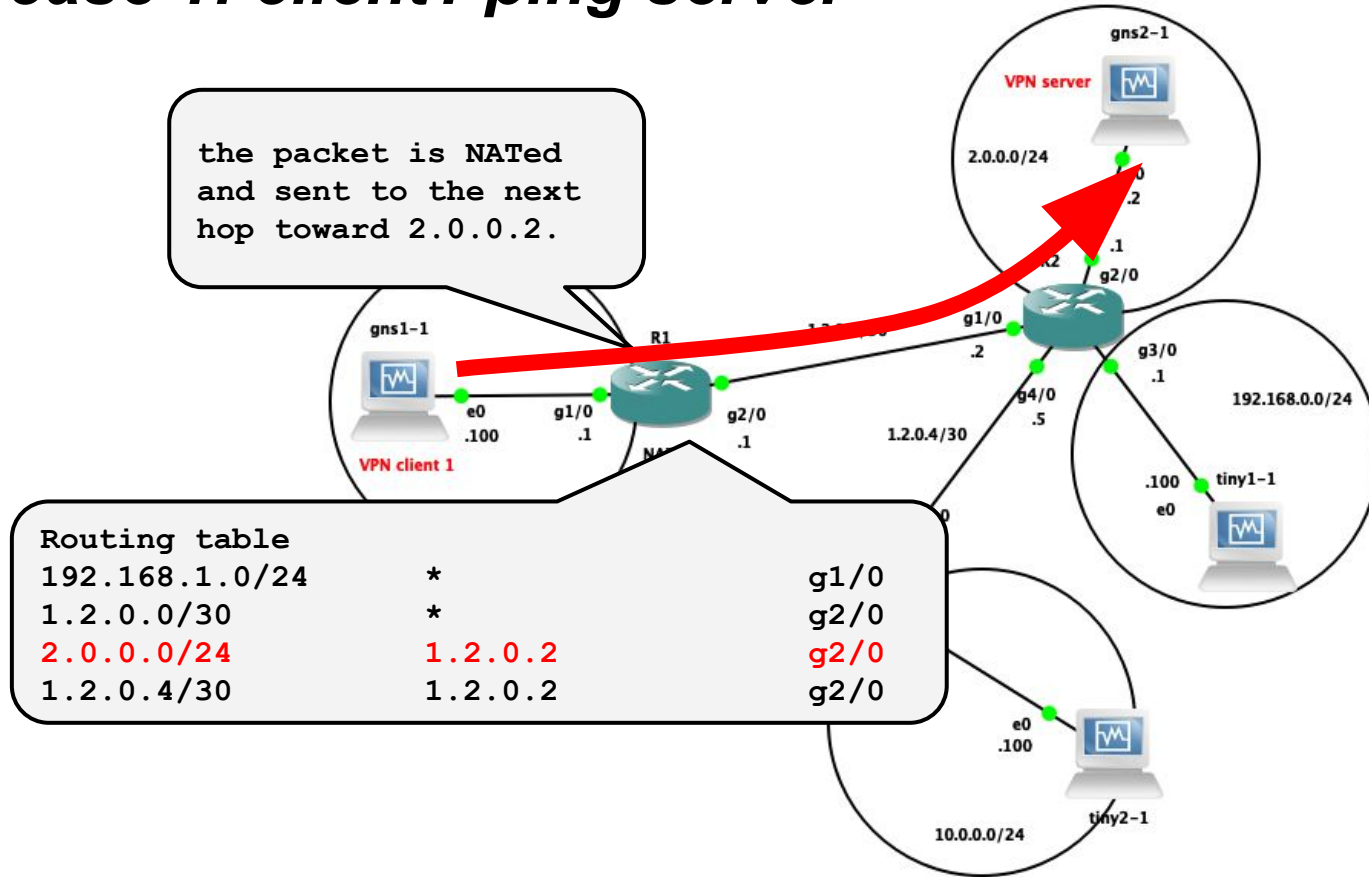 case 1: client1 ping server
gns2-1
VPN server
the packet is NATed
and sent to the next
hop toward 2.0.0.2.
2.0.0.0/24
.2
.1
g2/0
gns1-1
R1
g1/0
.2
g3/0
.1
e0
.100
g1/0
.1
g2/0
.1
g4/0
.5
192.168.0.0/24
1.2.0.4/30
VPN client 1
.100
e0
tiny1-1
Routing table
192.168.1.0/24 * g1/0
1.2.0.0/30 * g2/0
2.0.0.0/24 1.2.0.2 g2/0
1.2.0.4/30 1.2.0.2 g2/0
e0
.100
tiny2-1
10.0.0.0/24